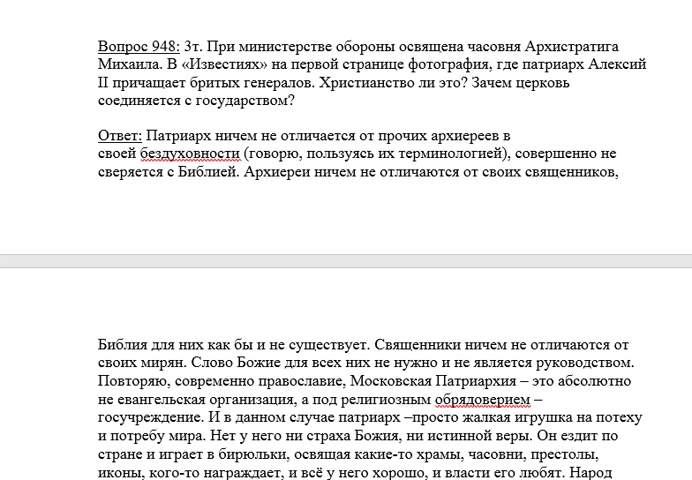 Вопрос 948: 3т. При министерстве обороны освящена часовня Архистратига
Михаила. В «Известиях» на первой странице фотография, где патриарх Алексий
II причащает бритых генералов. Христианство ли это? Зачем церковь
соединяется с государством?
Ответ: Патриарх ничем не отличается от прочих архиереев в
своей бездуховности (говорю, пользуясь их терминологией), совершенно не
сверяется с Библией. Архиереи ничем не отличаются от своих священников,
Библия для них как бы и не существует. Священники ничем не отличаются от
своих мирян. Слово Божие для всех них не нужно и не является руководством.
Повторяю, современно православие, Московская Патриархия – это абсолютно
не евангельская организация, а под религиозным обрядоверием –
госучреждение. И в данном случае патриарх –просто жалкая игрушка на потеху
и потребу мира. Нет у него ни страха Божия, ни истинной веры. Он ездит по
стране и играет в бирюльки, освящая какие-то храмы, часовни, престолы,
иконы, кого-то награждает, и всё у него хорошо, и власти его любят. Народ